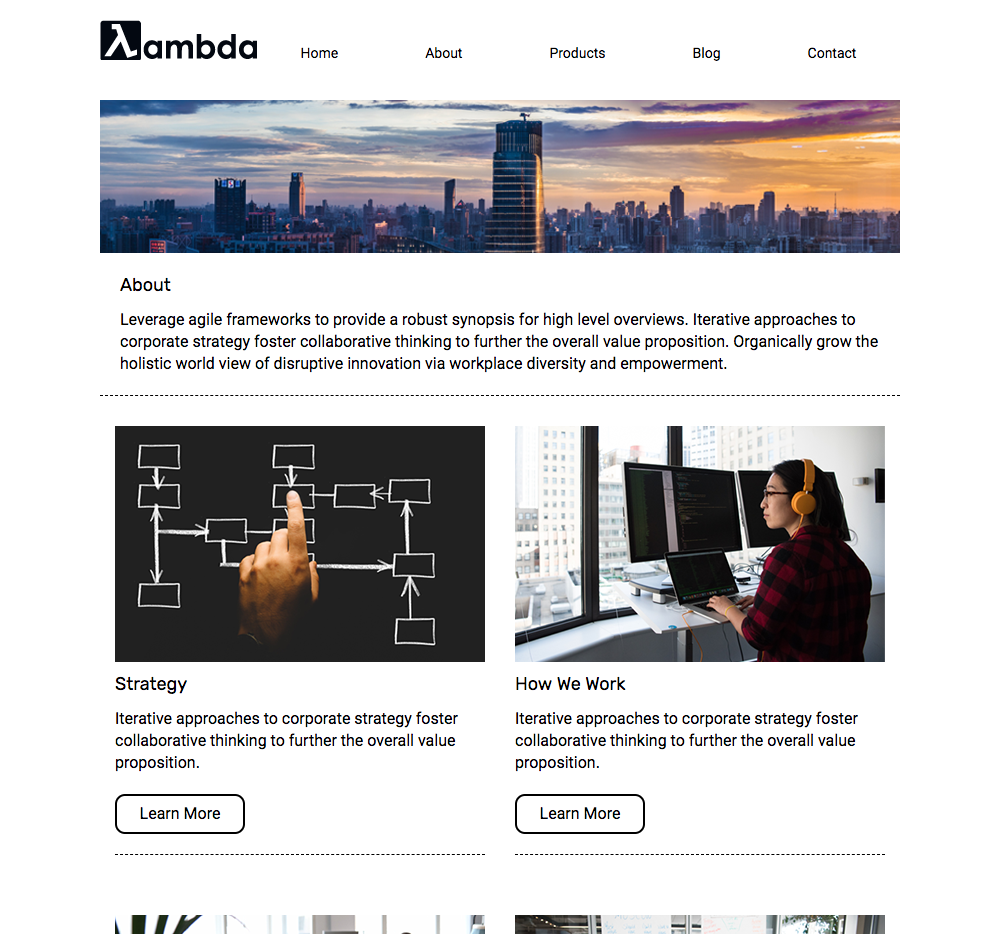 λambda
Home About Products Blog Contact
About
Leverage agile frameworks to provide a robust synopsis for high level overviews. Iterative approaches to
corporate strategy foster collaborative thinking to further the overall value proposition. Organically grow the
holistic world view of disruptive innovation via workplace diversity and empowerment.
Strategy
Iterative approaches to corporate strategy foster
collaborative thinking to further the overall value
proposition.
Learn More
How We Work
Iterative approaches to corporate strategy foster
collaborative thinking to further the overall value
proposition.
Learn More